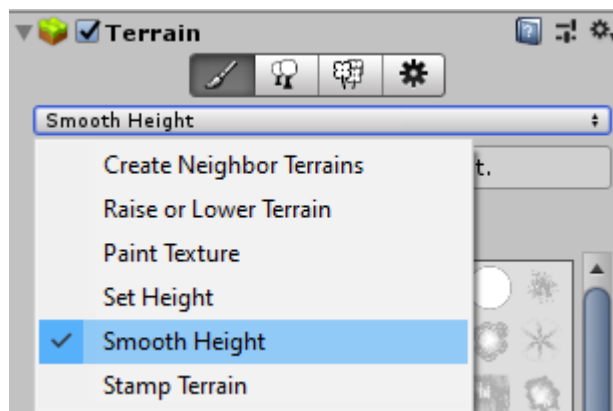 Terrain
Smooth Height
Create Neighbor Terrains
t.
Raise or Lower Terrain
Paint Texture
Set Height
Smooth Height
Stamp Terrain